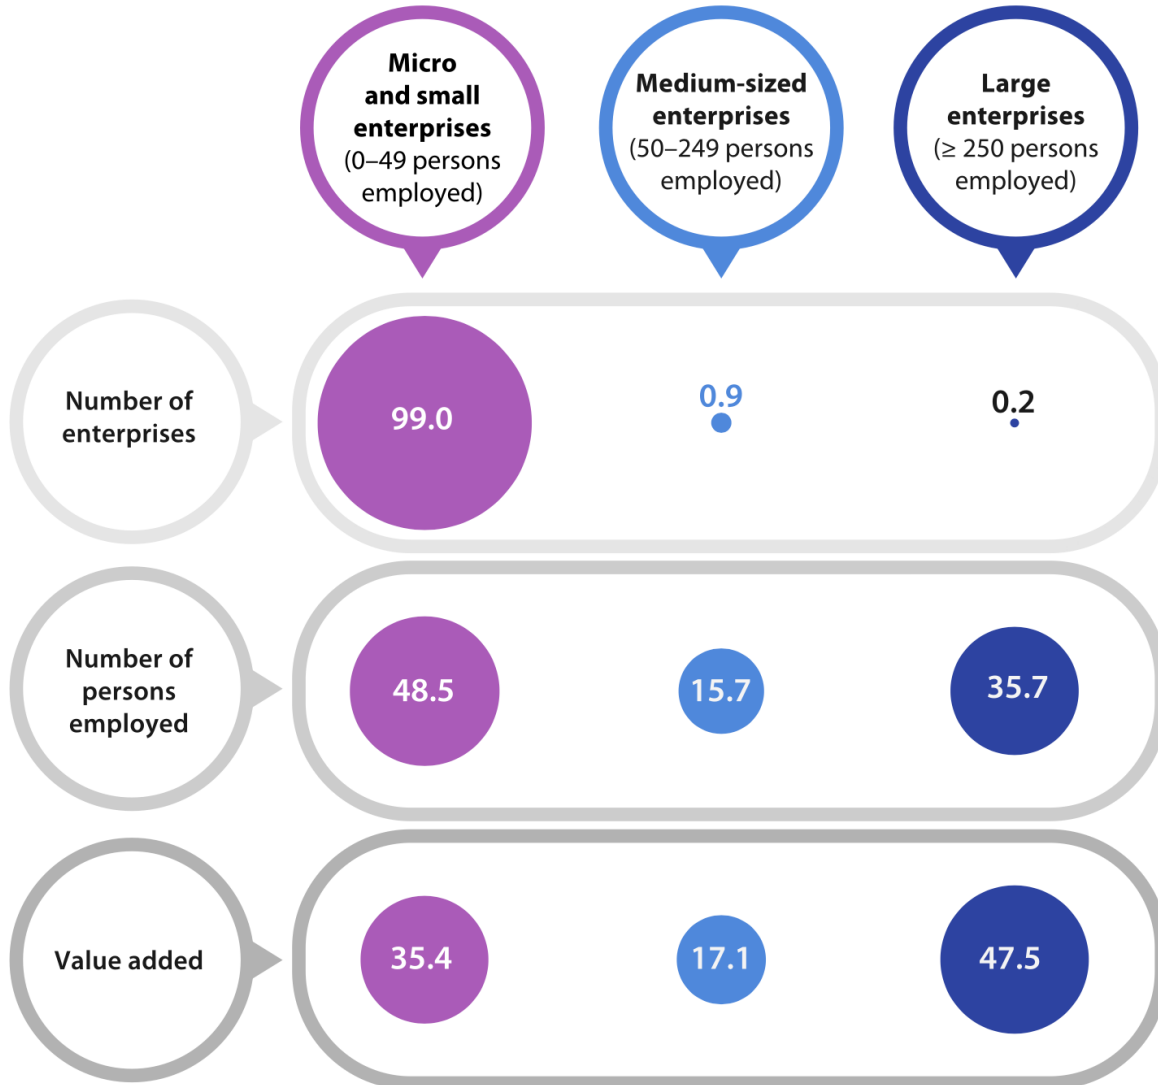 Micro
and small
enterprises
(0–49 persons
employed)
Medium-sized
enterprises
(50–249 persons
employed)
Large
enterprises
(≥ 250 persons
employed)
Number of
enterprises
99.0
0.9
0.2
Number of
persons
employed
48.5
15.7
35.7
Value added
35.4
17.1
47.5